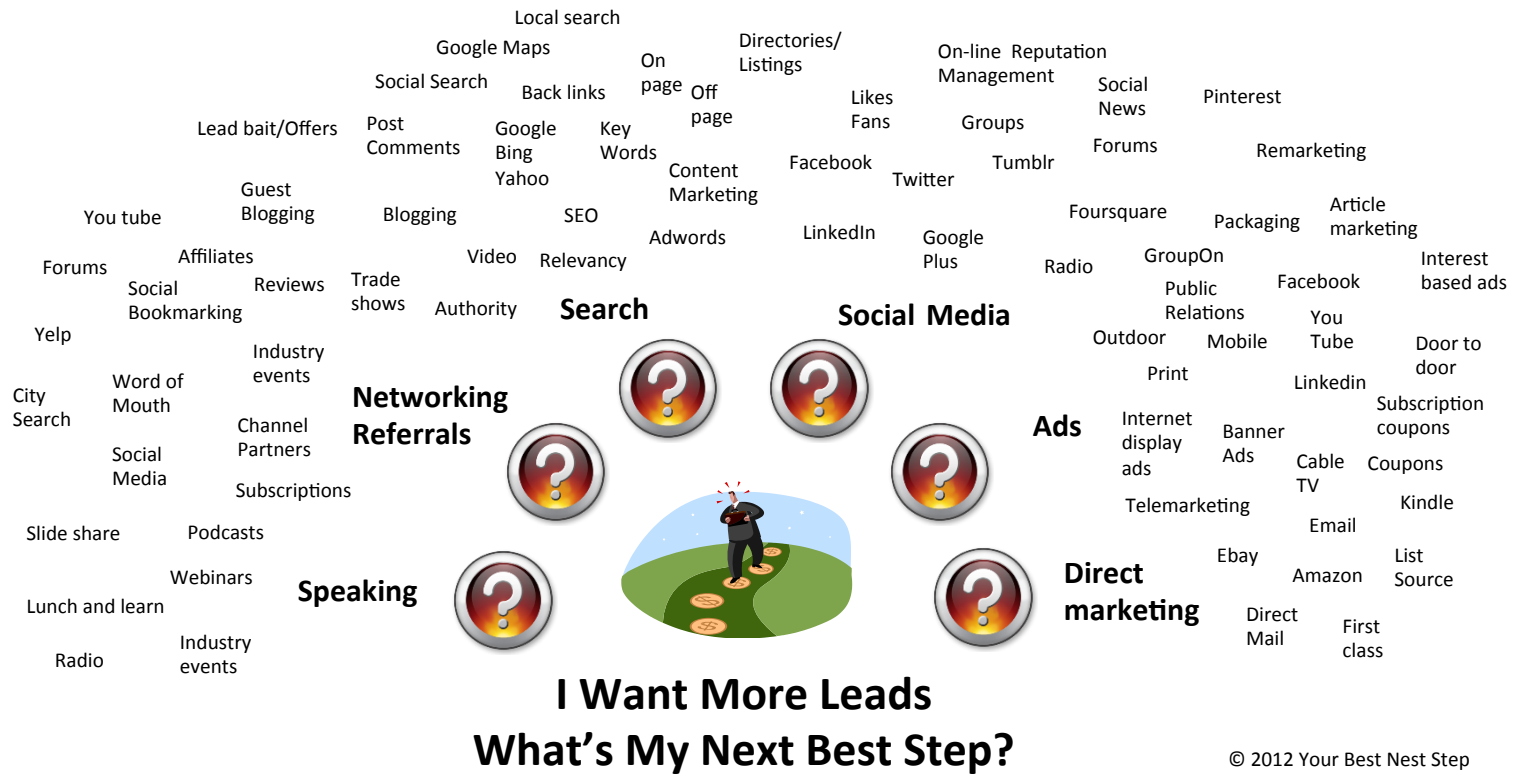 Local search
Google Maps
Social Search
Back links
On
page
Off
page
Directories/
Listings
Likes
Fans
On-line Reputation
Management
Groups
Social
News
Pinterest
Lead bait/Offers
Post
Comments
Google
Bing
Yahoo
Key
Words
Content
Marketing
Facebook
Twitter
Tumblr
Forums
Remarketing
You tube
Guest
Blogging
Blogging
SEO
Adwords
LinkedIn
Google
Plus
Foursquare
Packaging
Article
marketing
Forums
Affiliates
Social
Bookmarking
Reviews
Trade
shows
Video
Relevancy
Authority
Radio
GroupOn
Public
Relations
Facebook
Interest
based ads
Search
Social Media
Yelp
Industry
events
Outdoor
Mobile
You
Tube
Door to
door
City
Search
Word of
Mouth
Networking
Referrals
Print
Linkedin
Subscription
coupons
Social
Media
Channel
Partners
Subscriptions
Ads
Internet
display
ads
Banner
Ads
Cable
TV
Coupons
Telemarketing
Email
Kindle
Slide share
Podcasts
Webinars
Lunch and learn
Speaking
Radio
Industry
events
Direct
marketing
Ebay
Amazon
List
Source
Direct
Mail
First
class
I Want More Leads
What's My Next Best Step?
© 2012 Your Best Nest Step